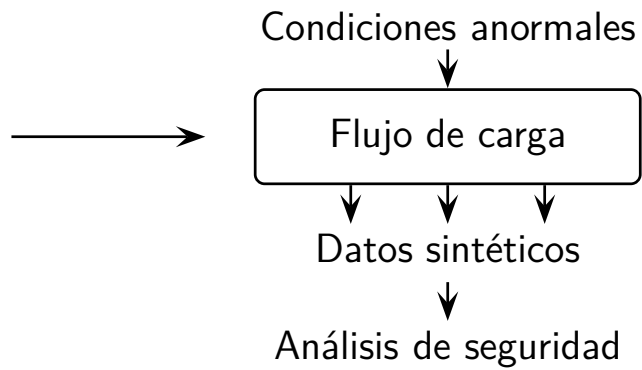 Condiciones anormales
Flujo de carga
Datos sintéticos
Análisis de seguridad